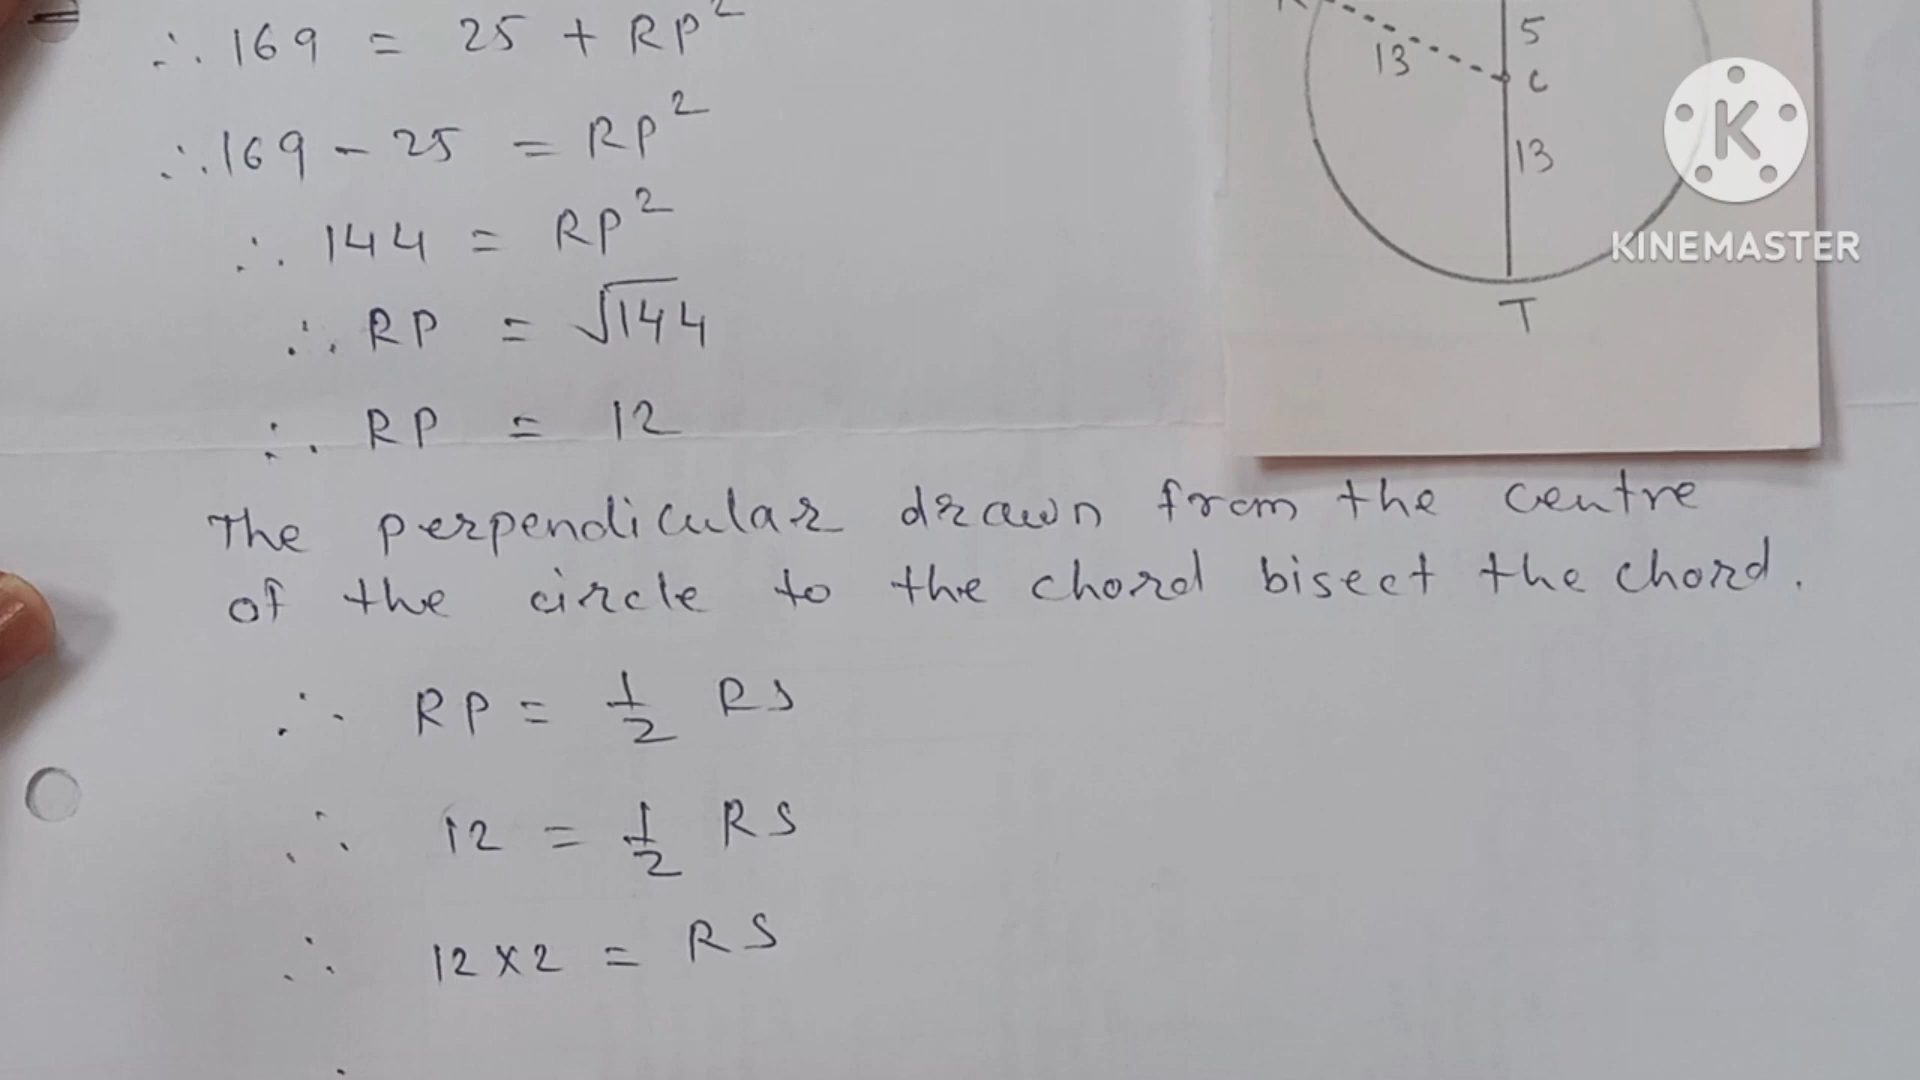 ∴ 169 = 25 + RP²
∴ 169 - 25 = RP²
∴ 144 = RP²
∴ RP = √144
∴ RP = 12
The perpendicular drawn from the centre
of the circle to the chord bisect the chord.
∴ RP = 1/2 RS
∴ 12 = 1/2 RS
∴ 12 x 2 = RS
5
13
C
13
T
K
KINEMASTER